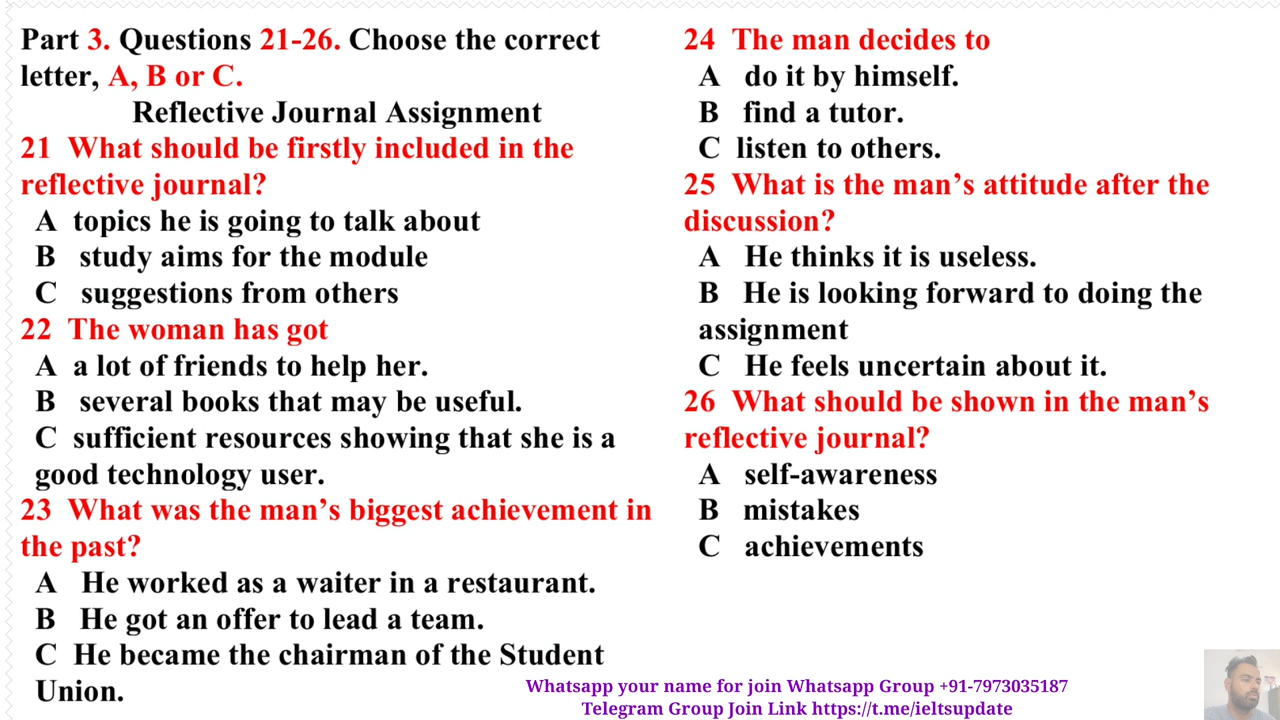 Part 3. Questions 21-26. Choose the correct
letter, A, B or C.
Reflective Journal Assignment
21 What should be firstly included in the
reflective journal?
A topics he is going to talk about
B study aims for the module
C suggestions from others
22 The woman has got
A a lot of friends to help her.
B several books that may be useful.
C sufficient resources showing that she is a
good technology user.
23 What was the man's biggest achievement in
the past?
A He worked as a waiter in a restaurant.
B He got an offer to lead a team.
C He became the chairman of the Student
Union.
24 The man decides to
A do it by himself.
B find a tutor.
C listen to others.
25 What is the man's attitude after the
discussion?
A He thinks it is useless.
B He is looking forward to doing the
assignment
C He feels uncertain about it.
26 What should be shown in the man's
reflective journal?
A self-awareness
B mistakes
C achievements
Whatsapp your name for join Whatsapp Group +91-7973035187
Telegram Group Join Link https://t.me/ieltsupdate